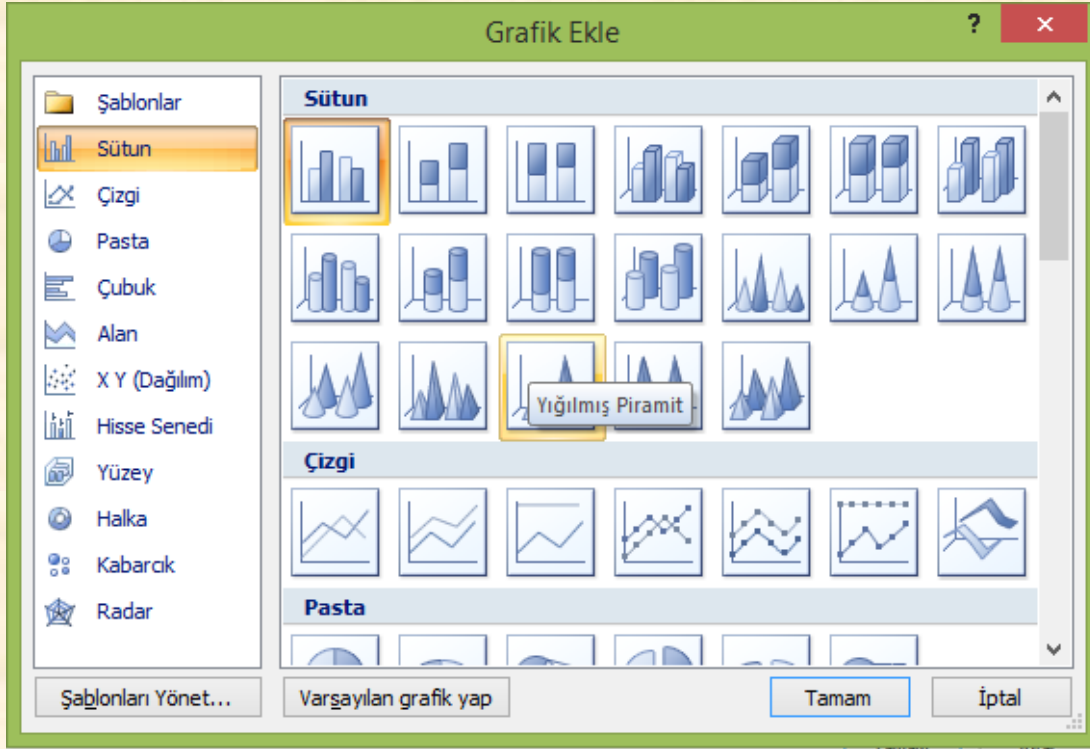 Grafik Ekle
?
×
Şablonlar
Sütun
Çizgi
Pasta
Çubuk
Alan
X Y (Dağılım)
Hisse Senedi
Yüzey
Halka
Kabarcık
Radar
Sütun
Yığılmış Piramit
Çizgi
Pasta
Şablonları Yönet...
Varsayılan grafik yap
Tamam
İptal